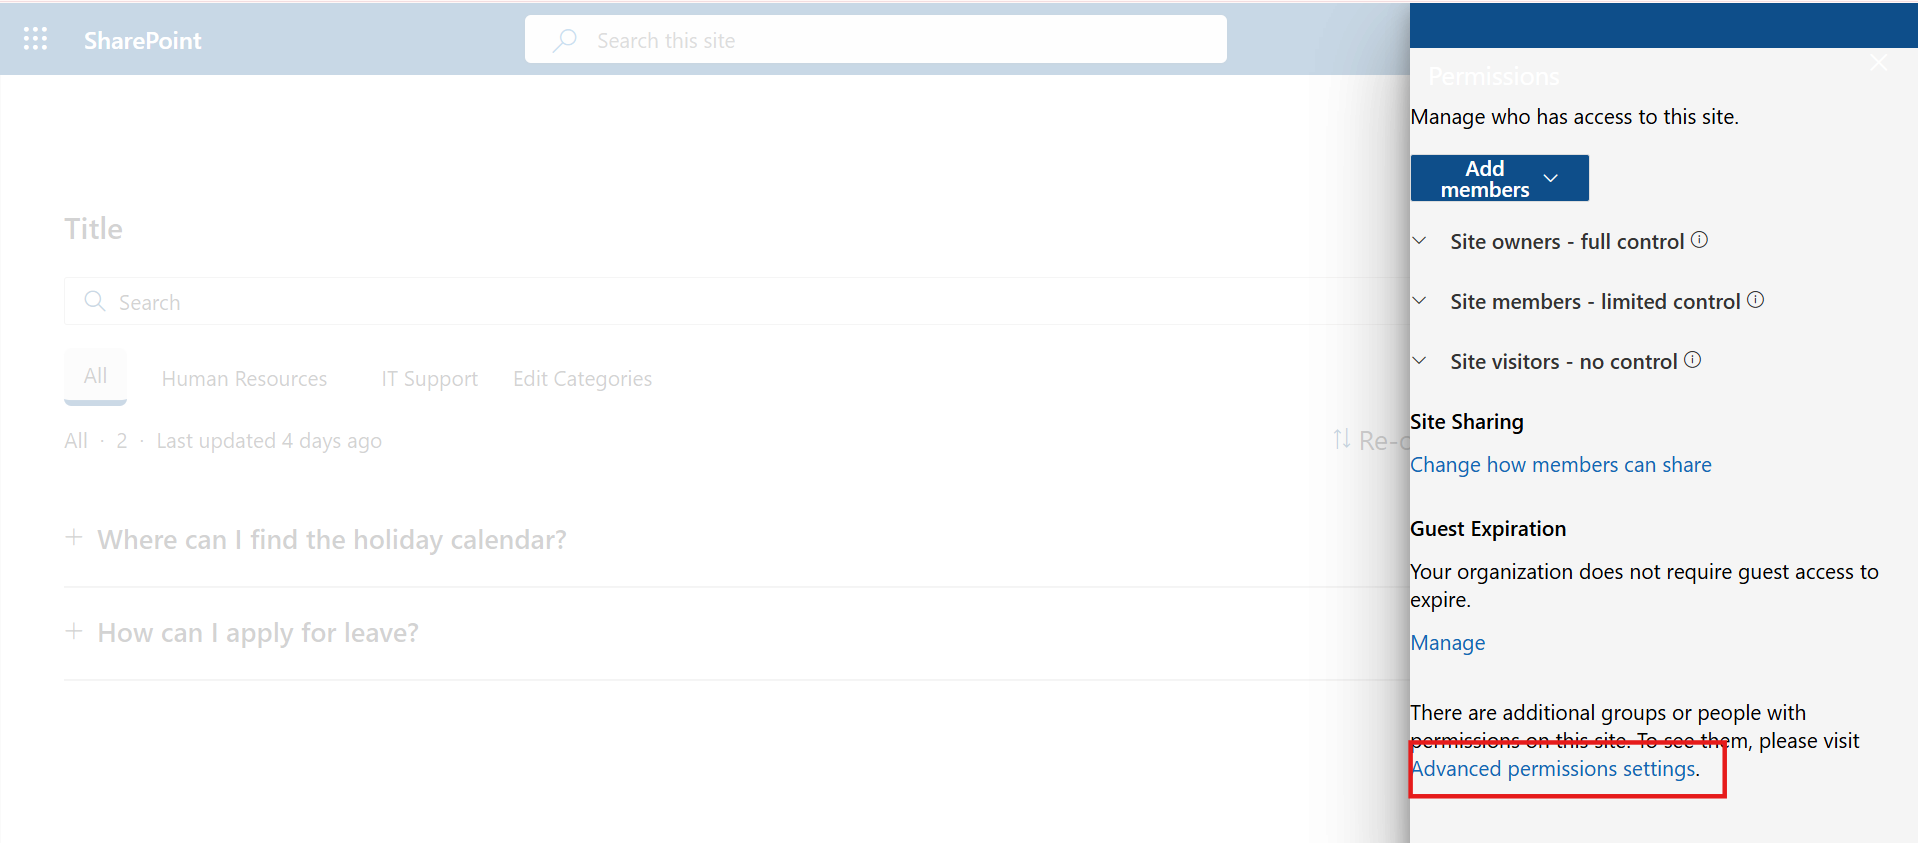 SharePoint
Search this site
Title
Search
All
Human Resources
IT Support
Edit Categories
All · 2 · Last updated 4 days ago
Re-o
+ Where can I find the holiday calendar?
+ How can I apply for leave?
Permissions
Manage who has access to this site.
Add
members
Site owners - full control
Site members - limited control
Site visitors - no control
Site Sharing
Change how members can share
Guest Expiration
Your organization does not require guest access to
expire.
Manage
There are additional groups or people with
permissions on this site. To see them, please visit
Advanced permissions settings.